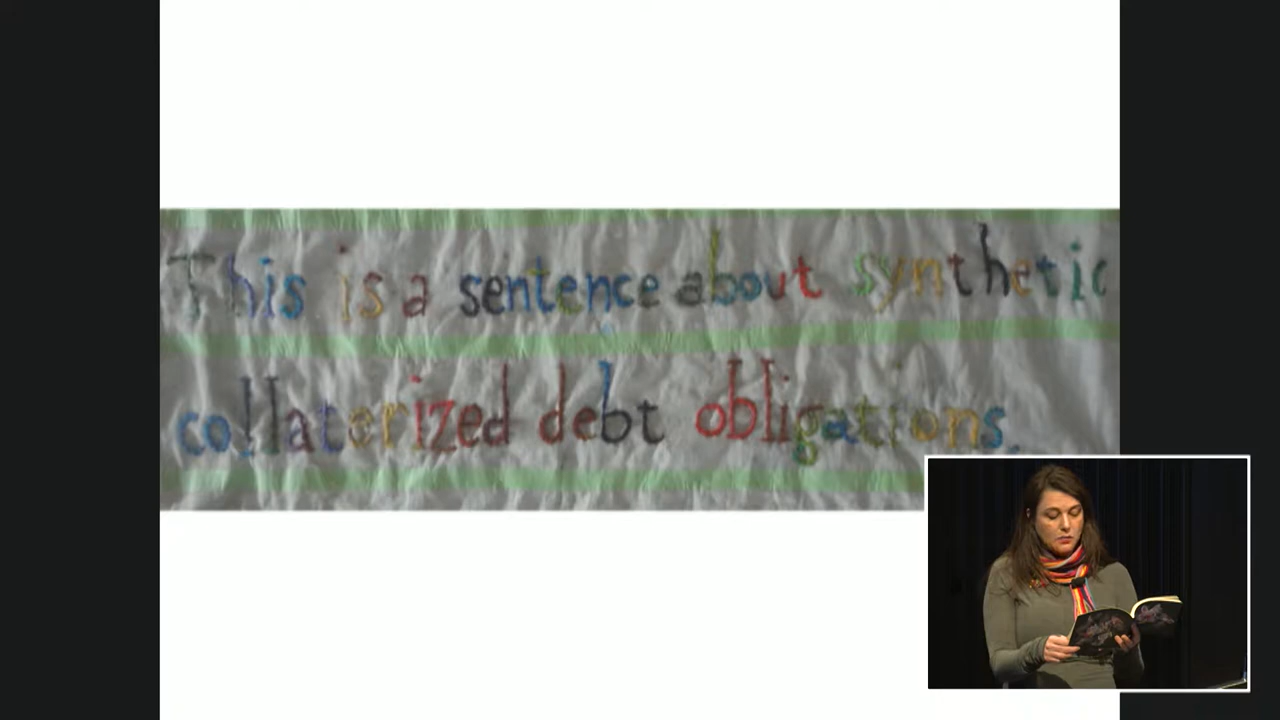 This is a sentence about synthetic
collaterized debt obligations.